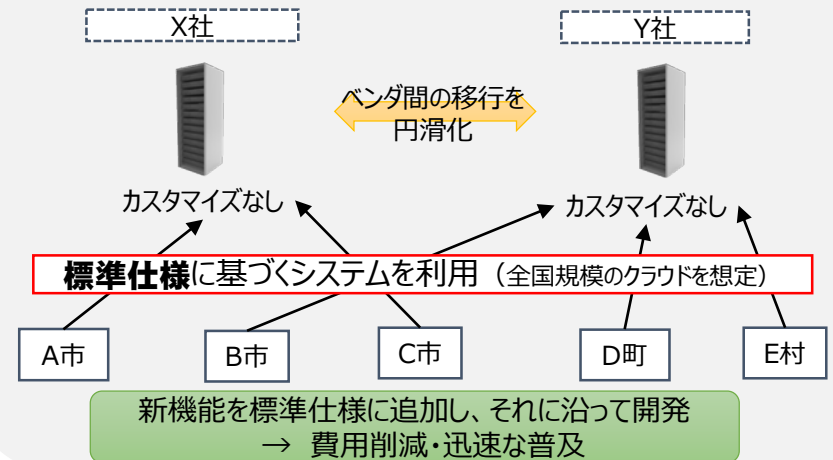 X社
Y社
ベンダ間の移行を
円滑化
カスタマイズなし
カスタマイズなし
標準仕様に基づくシステムを利用（全国規模のクラウドを想定）
A市
B市
C市
D町
E村
新機能を標準仕様に追加し、それに沿って開発
→ 費用削減・迅速な普及